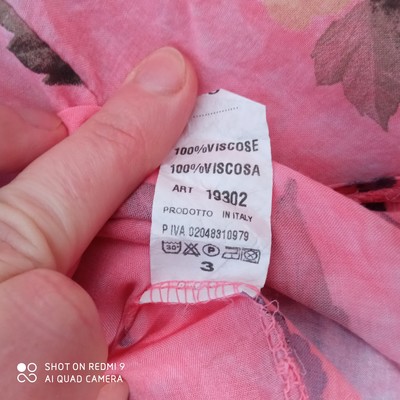 100%VISCOSE
100%VISCOSA
ART 19302
PRODOTTO IN ITALY
P.IVA 02048310979
30° P
3
SHOT ON REDMI 9
AI QUAD CAMERA